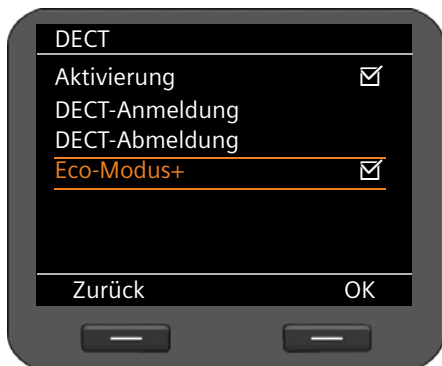 DECT
Aktivierung
DECT-Anmeldung
DECT-Abmeldung
Eco-Modus+
Zurück OK